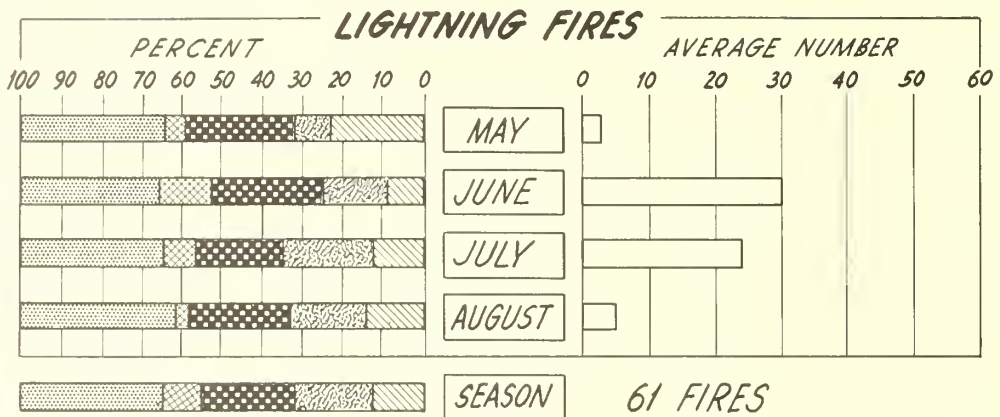 LIGHTNING FIRES
PERCENT
AVERAGE NUMBER
100 90 80 70 60 50 40 30 20 10 0
0 10 20 30 40 50 60
MAY
JUNE
JULY
AUGUST
SEASON 61 FIRES